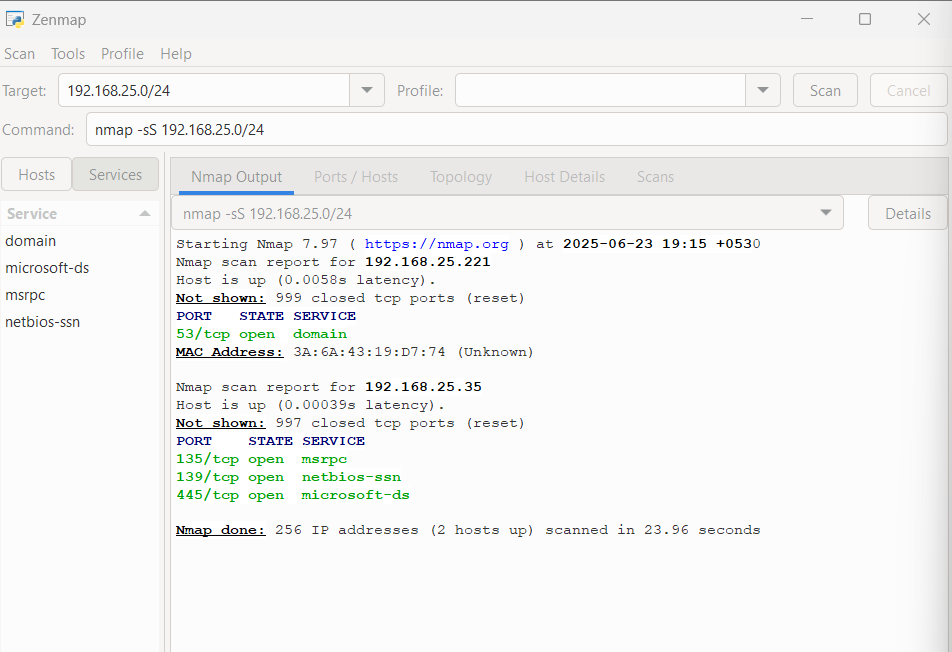 Zenmap
Scan Tools Profile Help
Target: 192.168.25.0/24 Profile: Scan Cancel
Command: nmap -sS 192.168.25.0/24
Hosts Services
Service
domain
microsoft-ds
msrpc
netbios-ssn
Nmap Output Ports / Hosts Topology Host Details Scans
nmap -sS 192.168.25.0/24 Details
Starting Nmap 7.97 ( https://nmap.org ) at 2025-06-23 19:15 +0530
Nmap scan report for 192.168.25.221
Host is up (0.0058s latency).
Not shown: 999 closed tcp ports (reset)
PORT   STATE SERVICE
53/tcp open  domain
MAC Address: 3A:6A:43:19:D7:74 (Unknown)
Nmap scan report for 192.168.25.35
Host is up (0.00039s latency).
Not shown: 997 closed tcp ports (reset)
PORT    STATE SERVICE
135/tcp open  msrpc
139/tcp open  netbios-ssn
445/tcp open  microsoft-ds
Nmap done: 256 IP addresses (2 hosts up) scanned in 23.96 seconds